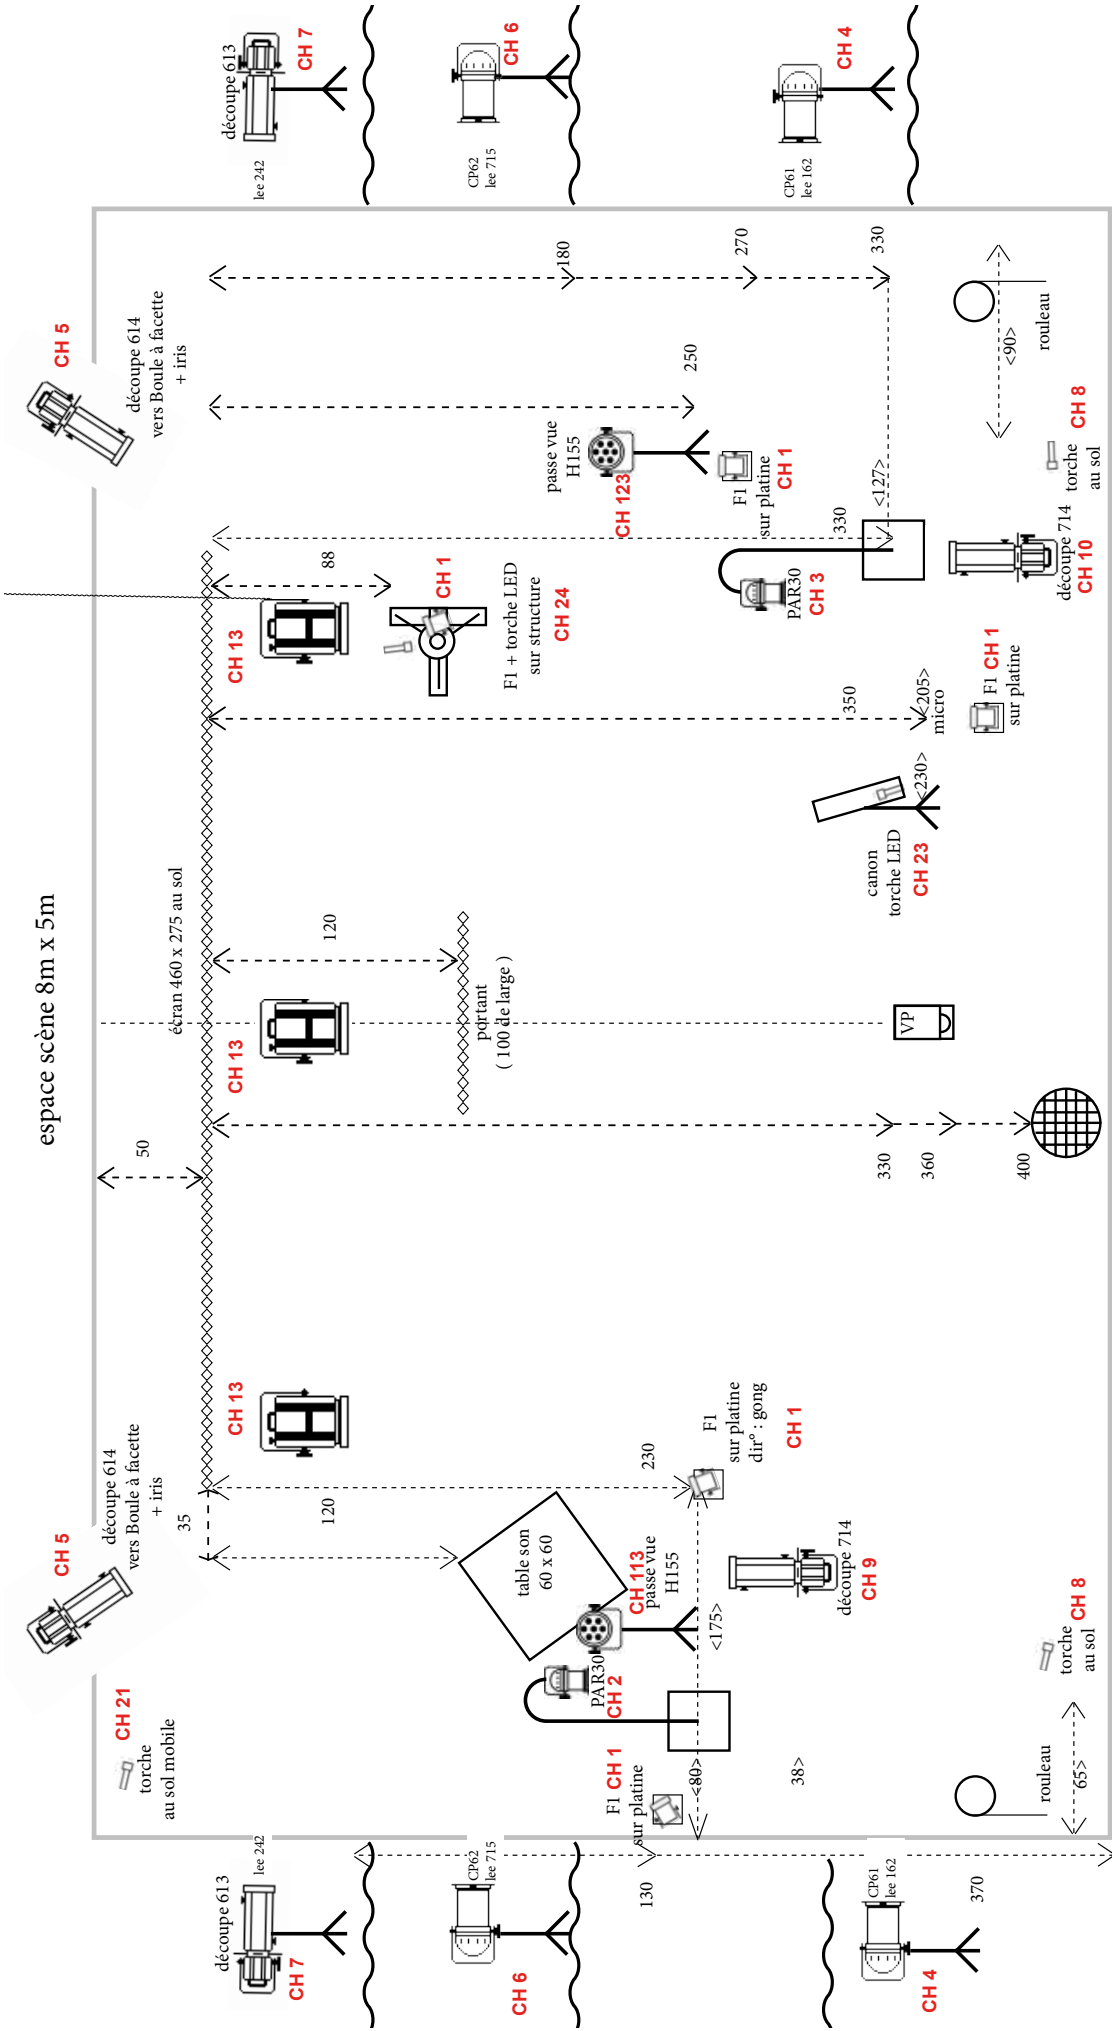 espace scène 8m x 5m
CH 5
découpe 614
vers Boule à facette
+ iris
CH 5
découpe 614
vers Boule à facette
+ iris
CH 21
torche
au sol mobile
découpe 613
CH 7
lee 242
CH 6
CP62
lee 715
CH 4
CP61
lee 162
découpe 613
lee 242
CH 7
CP62
lee 715
CH 6
CP61
lee 162
CH 4
130
370
50
35
écran 460 x 275 au sol
CH 13
CH 13
CH 13
120
120
88
180
270
330
250
330
350
230
330
360
400
portant
( 100 de large )
F1 + torche LED
sur structure
CH 1
CH 24
passe vue
H155
CH 123
F1
sur platine
CH 1
PAR30
CH 3
<127>
découpe 714
CH 10
<90>
rouleau
torche
au sol
CH 8
<205>
micro
F1 CH 1
sur platine
<230>
canon
torche LED
CH 23
VP
table son
60 x 60
F1
sur platine
dir° : gong
CH 1
CH 113
passe vue
H155
<175>
découpe 714
CH 9
PAR30
CH 2
F1 CH 1
sur platine
<80>
38>
rouleau
65>
torche
au sol
CH 8